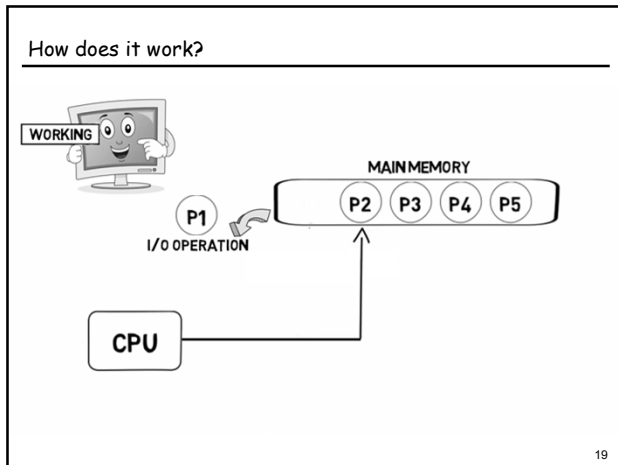 How does it work?
WORKING
MAIN MEMORY
P1
P2 P3 P4 P5
I/O OPERATION
CPU
19